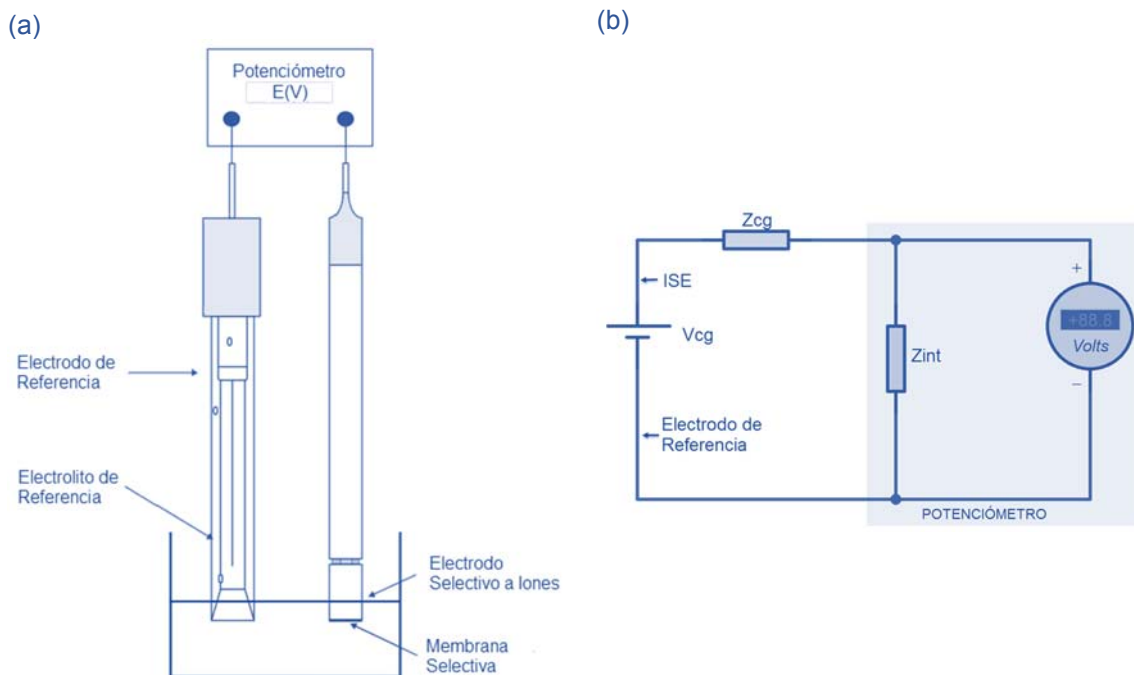 (a)
Potenciómetro
E(V)
Electrodo de
Referencia
Electrolito de
Referencia
Electrodo
Selectivo a Iones
Membrana
Selectiva
(b)
Zcg
ISE
Vcg
Zint
Electrodo de
Referencia
+
+88.8
Volts
–
POTENCIÓMETRO